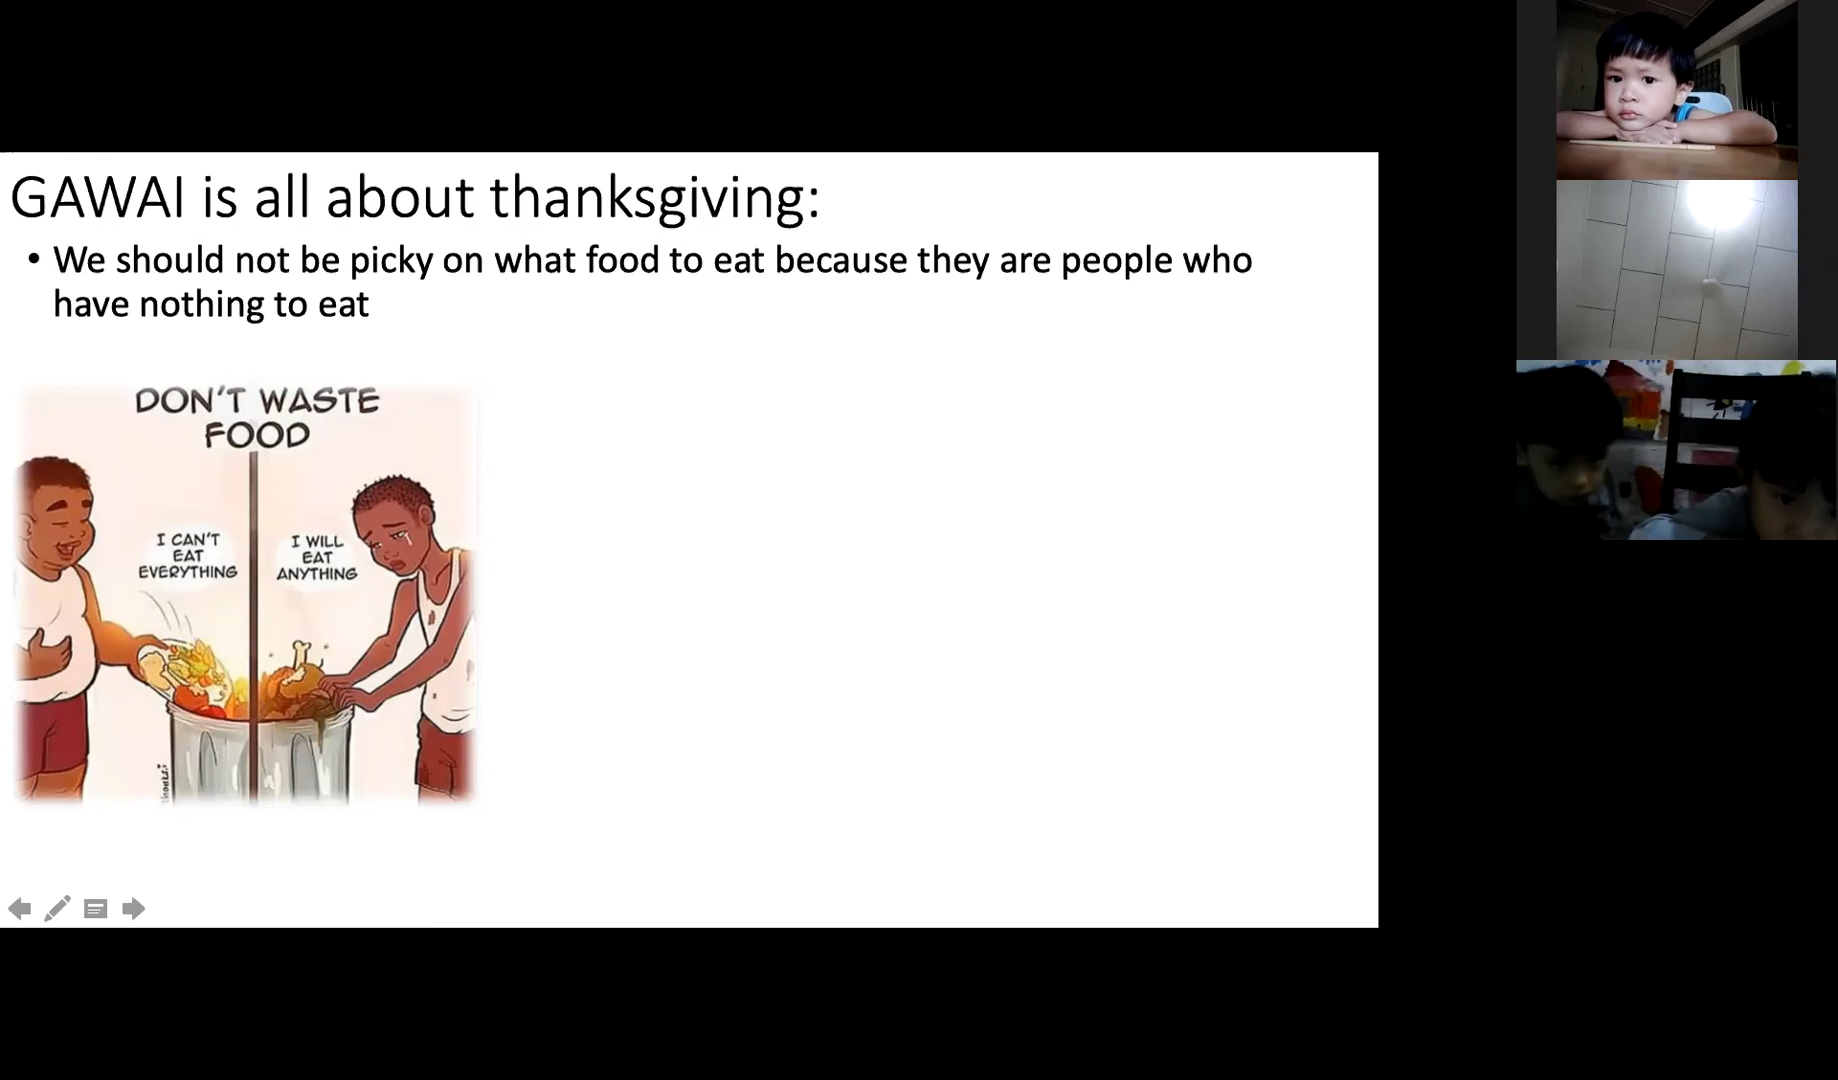 GAWAI is all about thanksgiving:
• We should not be picky on what food to eat because they are people who
have nothing to eat
DON'T WASTE
FOOD
I CAN'T
EAT
EVERYTHING
I WILL
EAT
ANYTHING